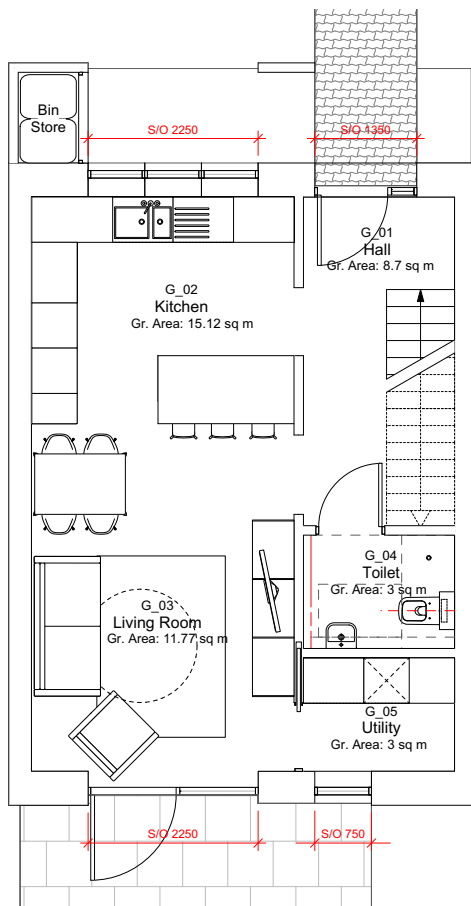 Bin
Store
S/O 2250
S/O 1350
G_01
Hall
Gr. Area: 8.7 sq m
G_02
Kitchen
Gr. Area: 15.12 sq m
G_04
Toilet
Gr. Area: 3 sq m
G_03
Living Room
Gr. Area: 11.77 sq m
G_05
Utility
Gr. Area: 3 sq m
S/O 2250
S/O 750